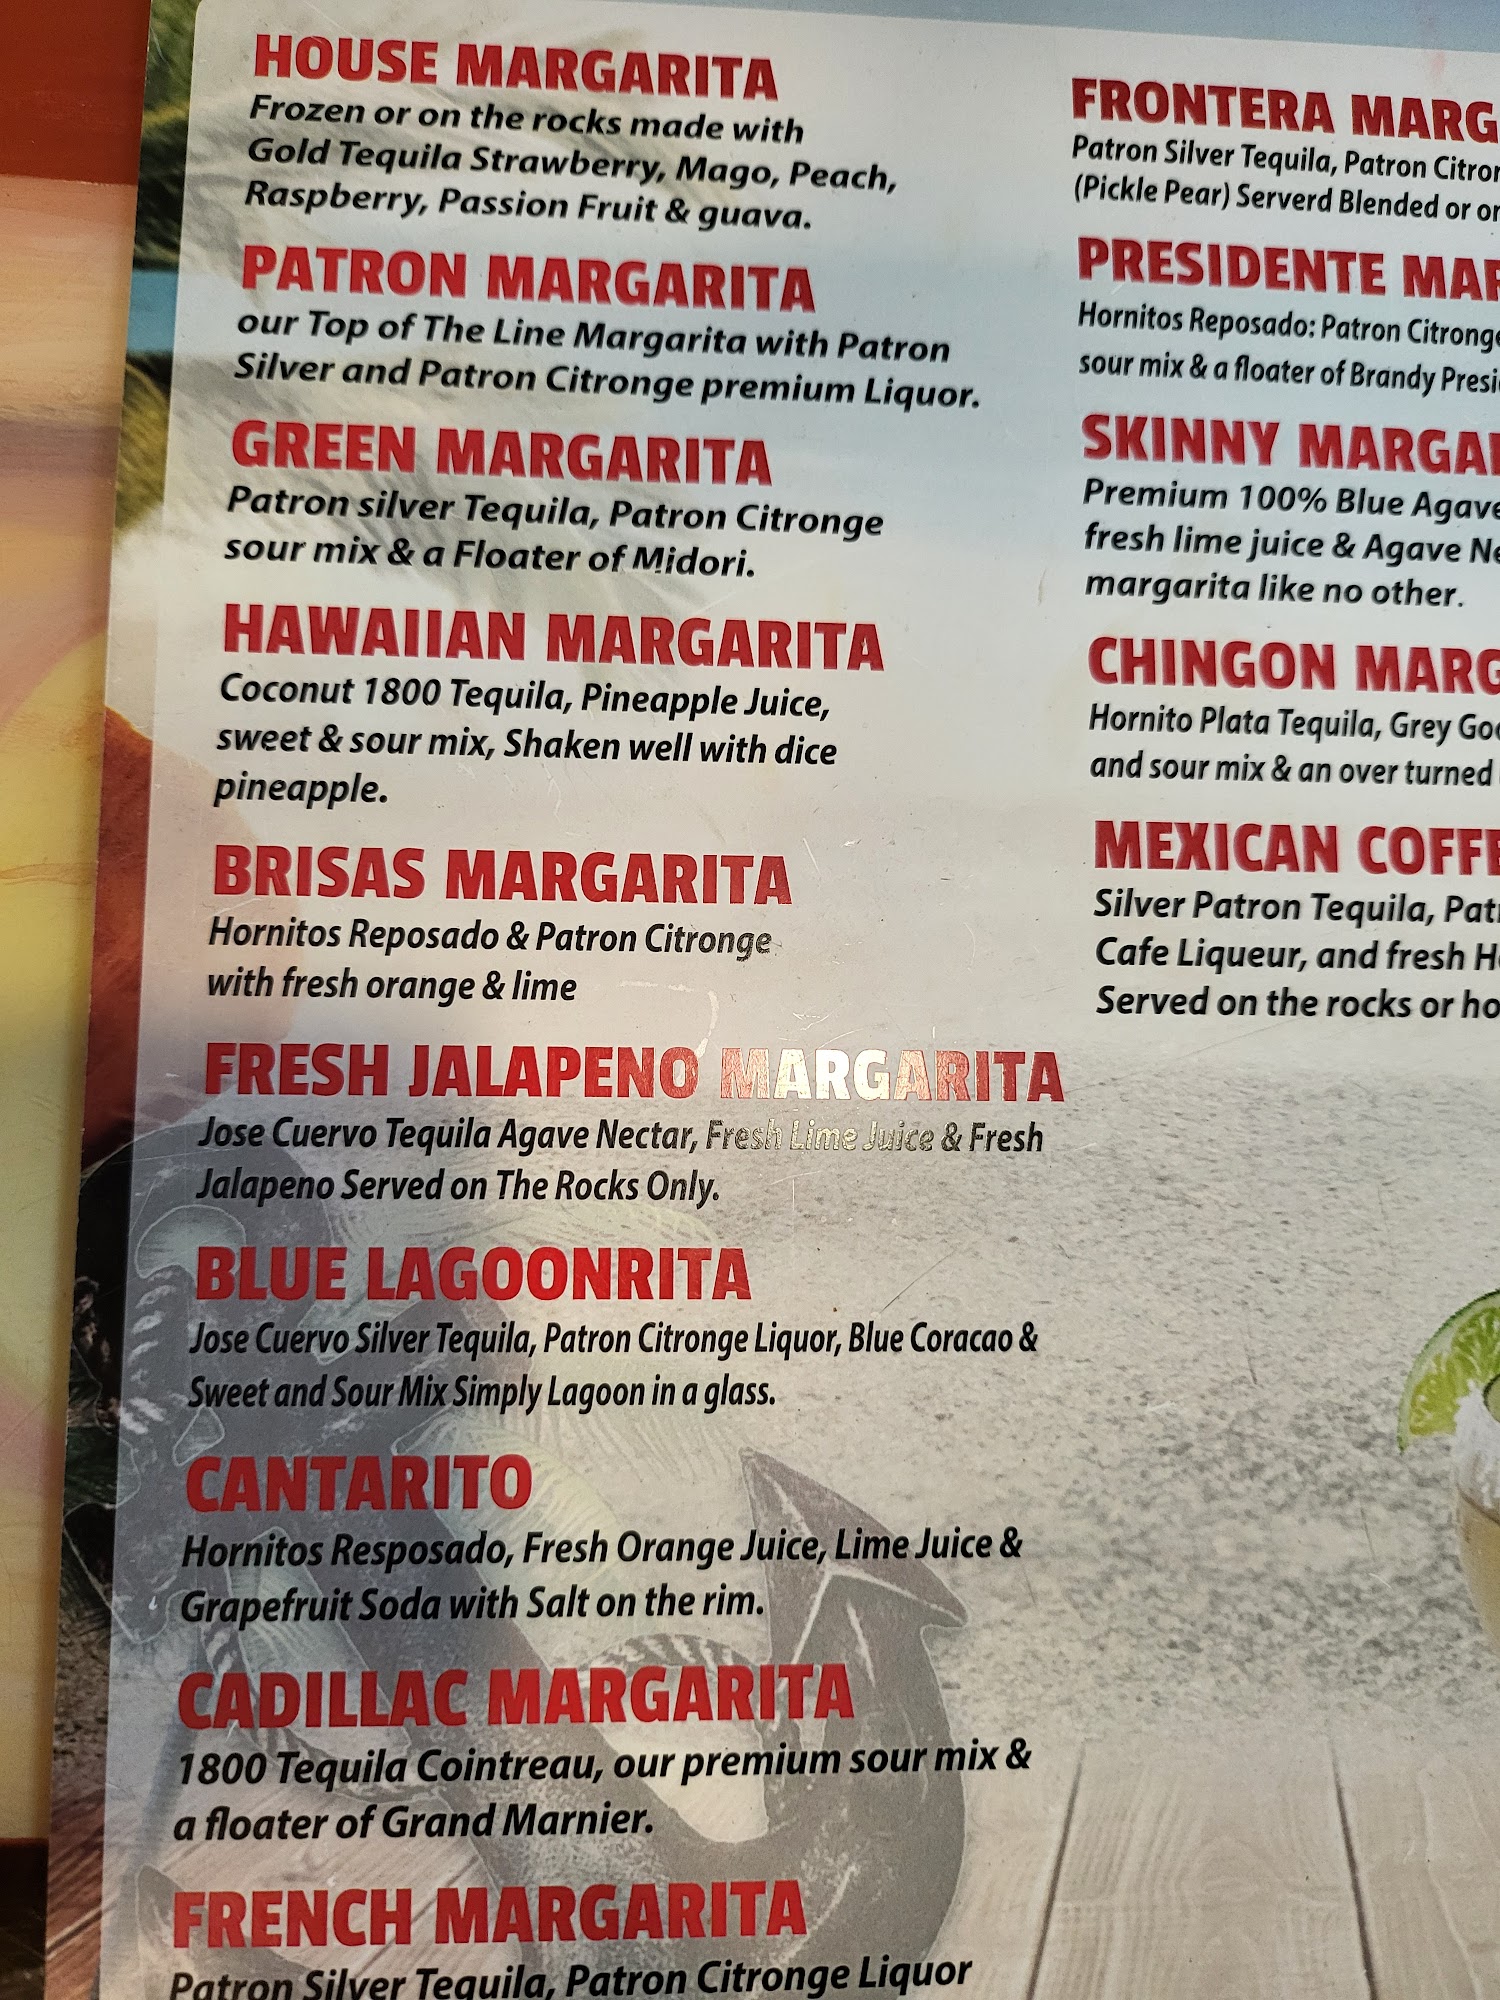 HOUSE MARGARITA
Frozen or on the rocks made with
Gold Tequila Strawberry, Mago, Peach,
Raspberry, Passion Fruit & guava.
PATRON MARGARITA
our Top of The Line Margarita with Patron
Silver and Patron Citronge premium Liquor.
GREEN MARGARITA
Patron silver Tequila, Patron Citronge
sour mix & a Floater of Midori.
HAWAIIAN MARGARITA
Coconut 1800 Tequila, Pineapple Juice,
sweet & sour mix, Shaken well with dice
pineapple.
BRISAS MARGARITA
Hornitos Reposado & Patron Citronge
with fresh orange & lime
FRESH JALAPENO MARGARITA
Jose Cuervo Tequila Agave Nectar, Fresh Lime Juice & Fresh
Jalapeno Served on The Rocks Only.
BLUE LAGOONRITA
Jose Cuervo Silver Tequila, Patron Citronge Liquor, Blue Coracao &
Sweet and Sour Mix Simply Lagoon in a glass.
CANTARITO
Hornitos Resposado, Fresh Orange Juice, Lime Juice &
Grapefruit Soda with Salt on the rim.
CADILLAC MARGARITA
1800 Tequila Cointreau, our premium sour mix &
a floater of Grand Marnier.
FRENCH MARGARITA
Patron Silver Tequila, Patron Citronge Liquor
FRONTERA
Patron Silver Tequila, Patron
(Pickle Pear) Serverd Blended or
PRESIDENTE
Hornitos Reposado: Patron Citronge
sour mix & a floater of Brandy
SKINNY
Premium 100% Blue Agave
fresh lime juice & Agave
margarita like no other.
CHINGON
Hornito Plata Tequila, Grey
and sour mix & an over turned
MEXICAN
Silver Patron Tequila,
Cafe Liqueur, and fresh
Served on the rocks or